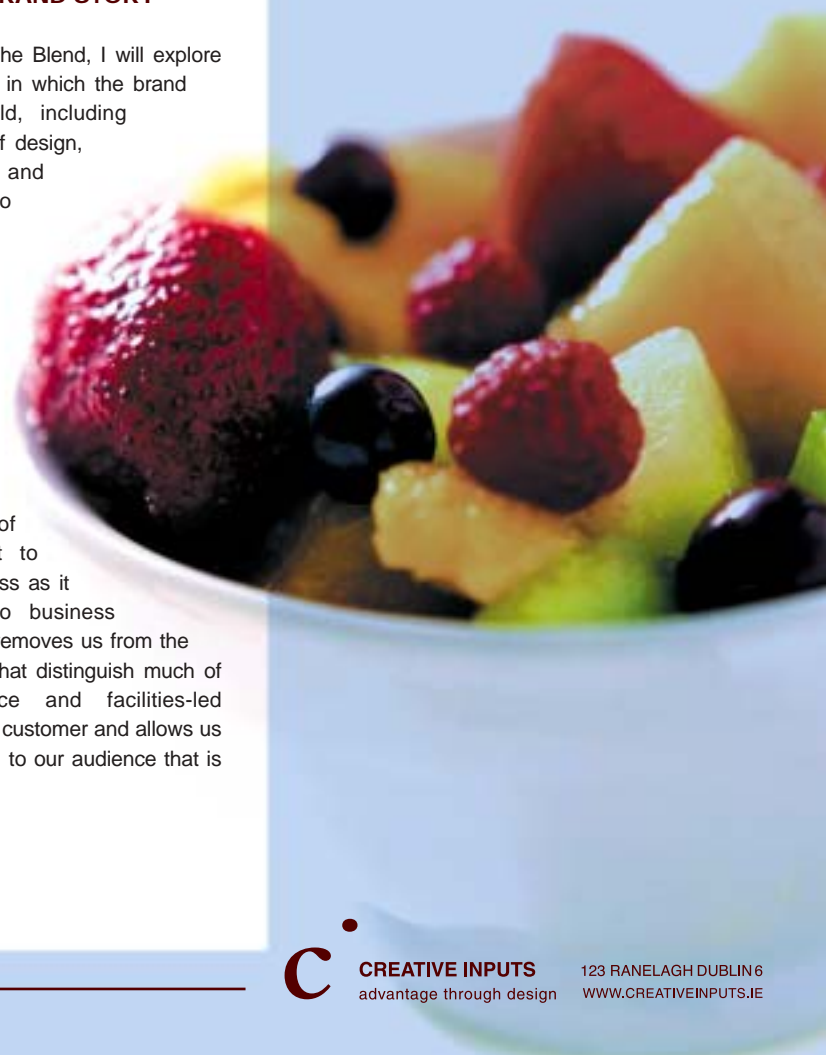 RAND STORY
he Blend, I will explore
in which the brand
ld, including
f design,
and
o
of
t to
ss as it
o business
emoves us from the
hat distinguish much of
ce and facilities-led
customer and allows us
to our audience that is
c
CREATIVE INPUTS
advantage through design
123 RANELAGH DUBLIN 6
WWW.CREATIVEINPUTS.IE